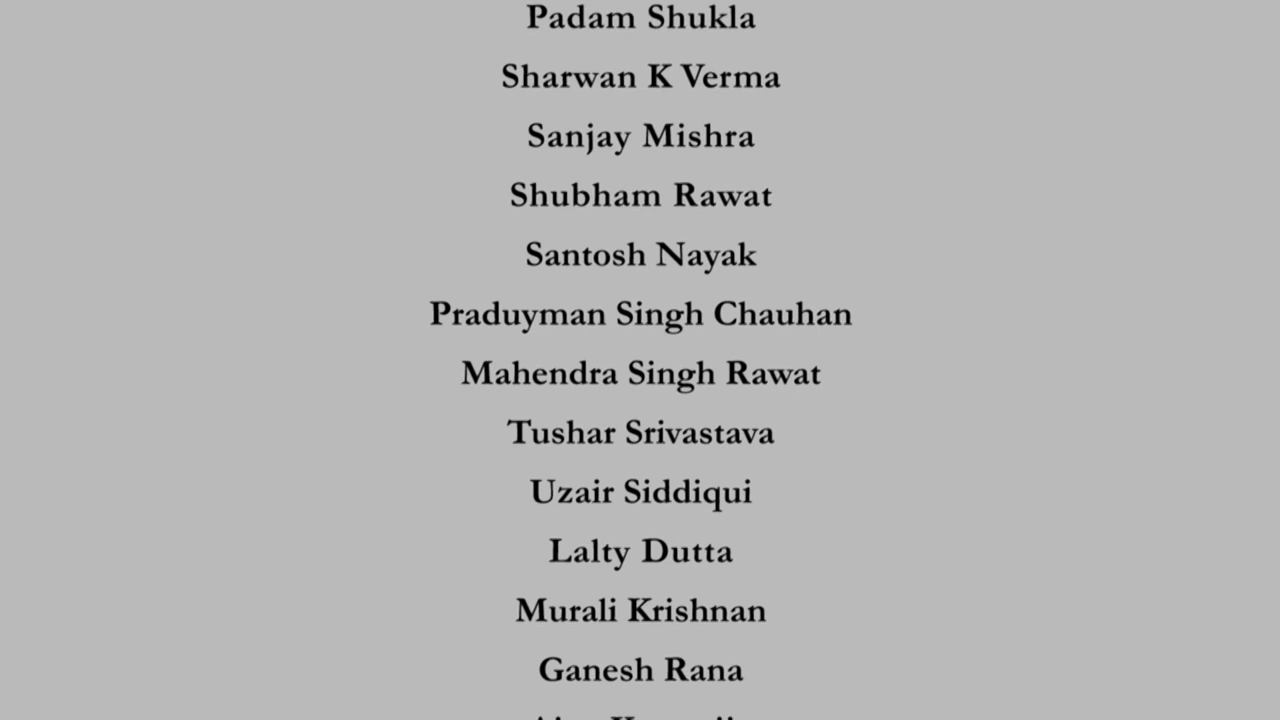 Padam Shukla
Sharwan K Verma
Sanjay Mishra
Shubham Rawat
Santosh Nayak
Praduyman Singh Chauhan
Mahendra Singh Rawat
Tushar Srivastava
Uzair Siddiqui
Lalty Dutta
Murali Krishnan
Ganesh Rana